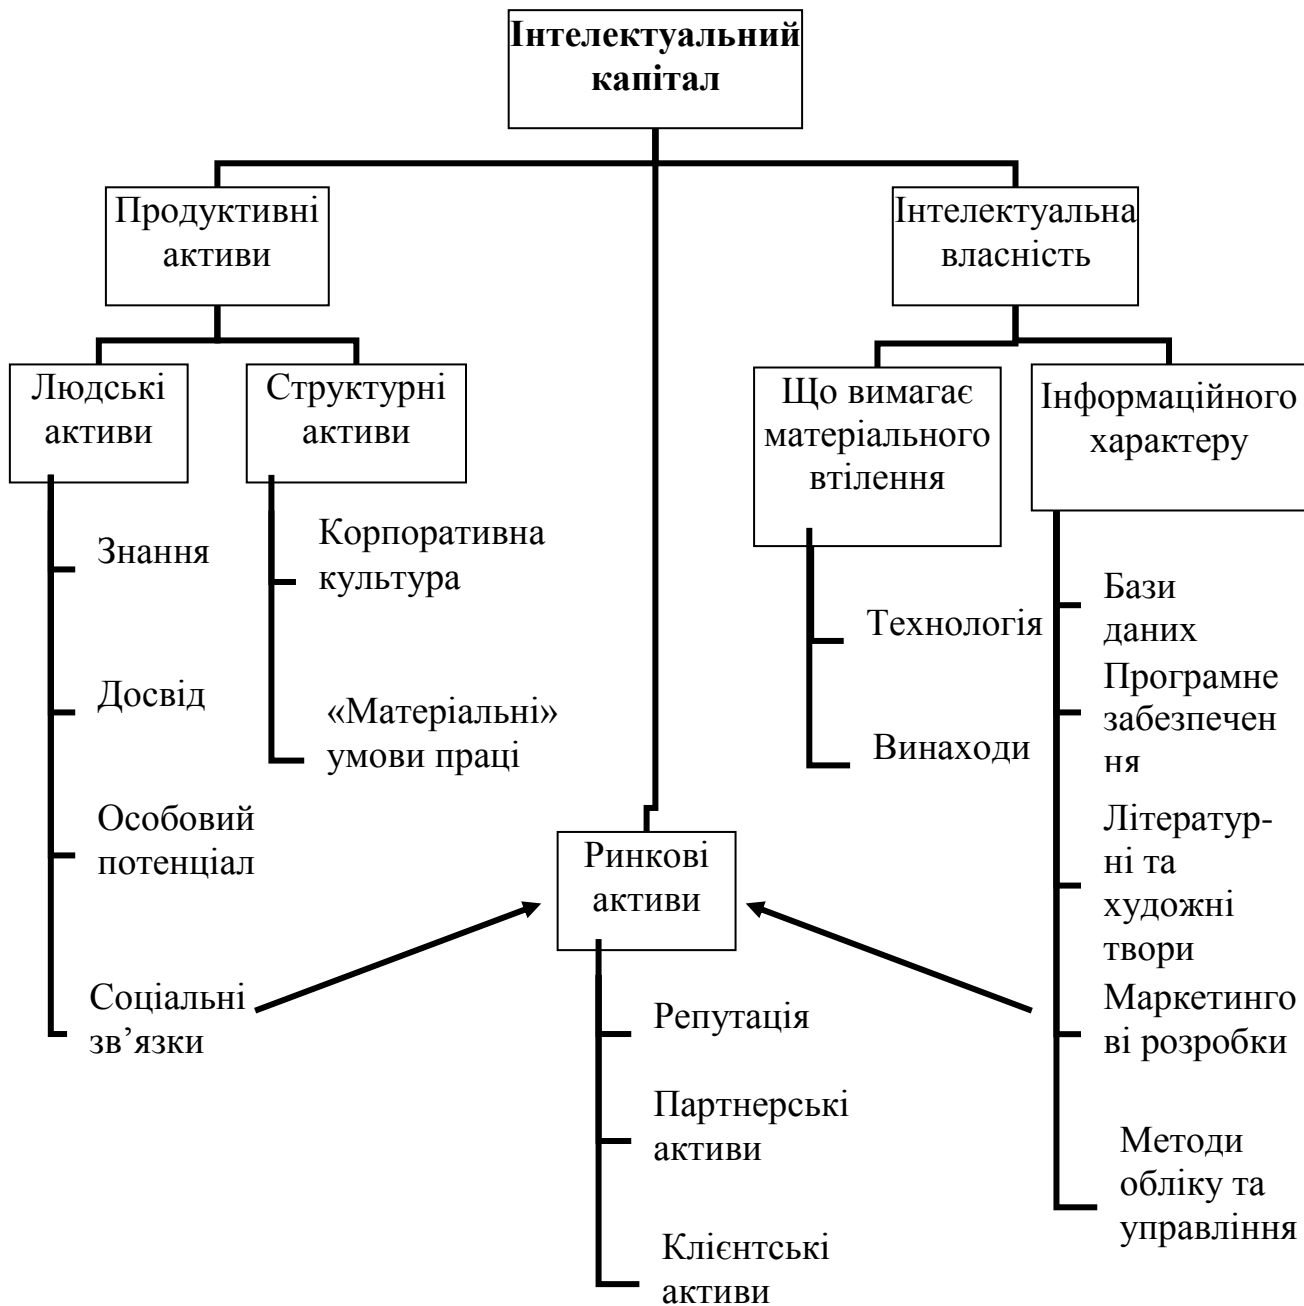 Інтелектуальний
капітал
Продуктивні
активи
Інтелектуальна
власність
Людські
активи
Структурні
активи
Що вимагає
матеріального
втілення
Інформаційного
характеру
Знання
Досвід
Особовий
потенціал
Соціальні
зв’язки
Корпоративна
культура
«Матеріальні»
умови праці
Ринкові
активи
Репутація
Партнерські
активи
Клієнтські
активи
Технологія
Винаходи
Бази
даних
Програмне
забезпечен
ня
Літератур-
ні та
художні
твори
Маркетинго
ві розробки
Методи
обліку та
управління